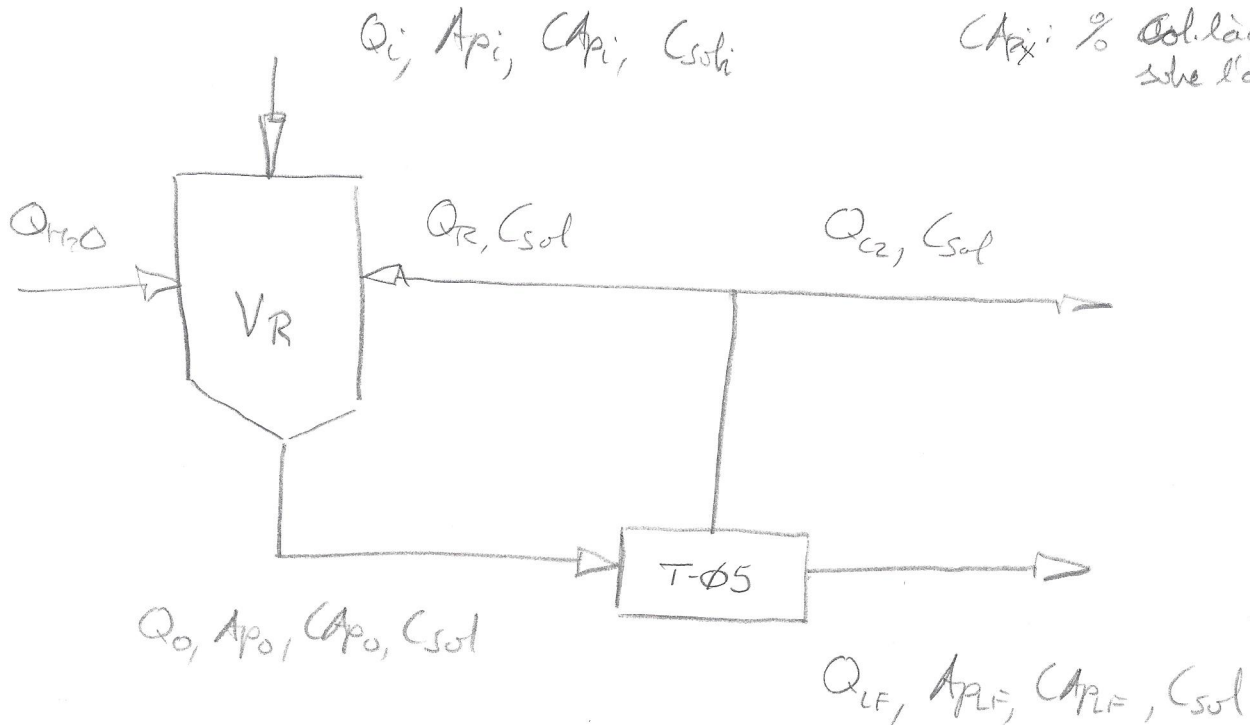 Qi, Api, CApi, Csoli
CApx: % Col·là
sobre l'
QH2O
QR, Csol
QCR, Csol
VR
T-Ø5
Qo, Apo, CApo, Csol
QLF, ApLF, CApLF, Csol